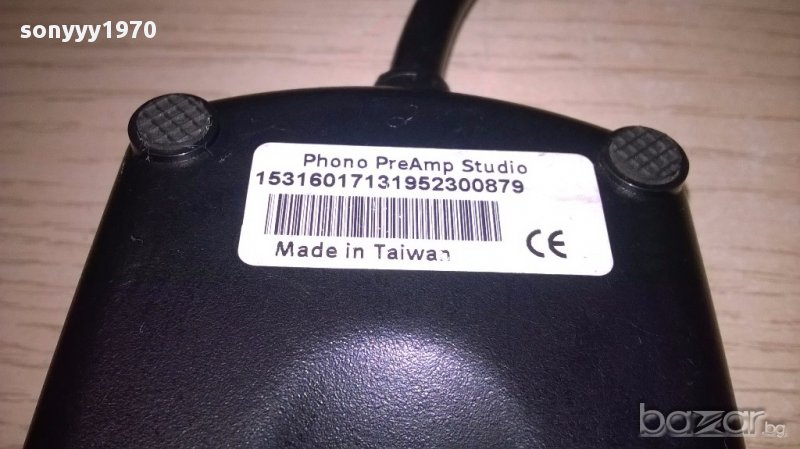 sonyyy1970
Phono PreAmp Studio
15316017131952300879
Made in Taiwan
CE
bazar.bg